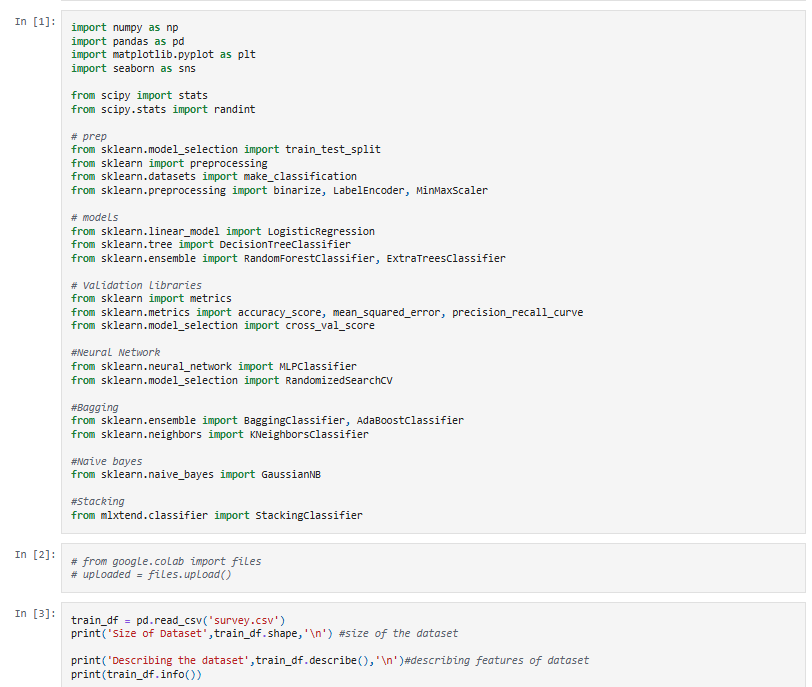 In [1]:
import numpy as np
import pandas as pd
import matplotlib.pyplot as plt
import seaborn as sns
from scipy import stats
from scipy.stats import randint
# prep
from sklearn.model_selection import train_test_split
from sklearn import preprocessing
from sklearn.datasets import make_classification
from sklearn.preprocessing import binarize, LabelEncoder, MinMaxScaler
# models
from sklearn.linear_model import LogisticRegression
from sklearn.tree import DecisionTreeClassifier
from sklearn.ensemble import RandomForestClassifier, ExtraTreesClassifier
# Validation libraries
from sklearn import metrics
from sklearn.metrics import accuracy_score, mean_squared_error, precision_recall_curve
from sklearn.model_selection import cross_val_score
#Neural Network
from sklearn.neural_network import MLPClassifier
from sklearn.model_selection import RandomizedSearchCV
#Bagging
from sklearn.ensemble import BaggingClassifier, AdaBoostClassifier
from sklearn.neighbors import KNeighborsClassifier
#Naive bayes
from sklearn.naive_bayes import GaussianNB
#Stacking
from mlxtend.classifier import StackingClassifier
In [2]:
# from google.colab import files
# uploaded = files.upload()
In [3]:
train_df = pd.read_csv('survey.csv')
print('Size of Dataset',train_df.shape,'\n') #size of the dataset
print('Describing the dataset',train_df.describe(),'\n')#describing features of dataset
print(train_df.info())